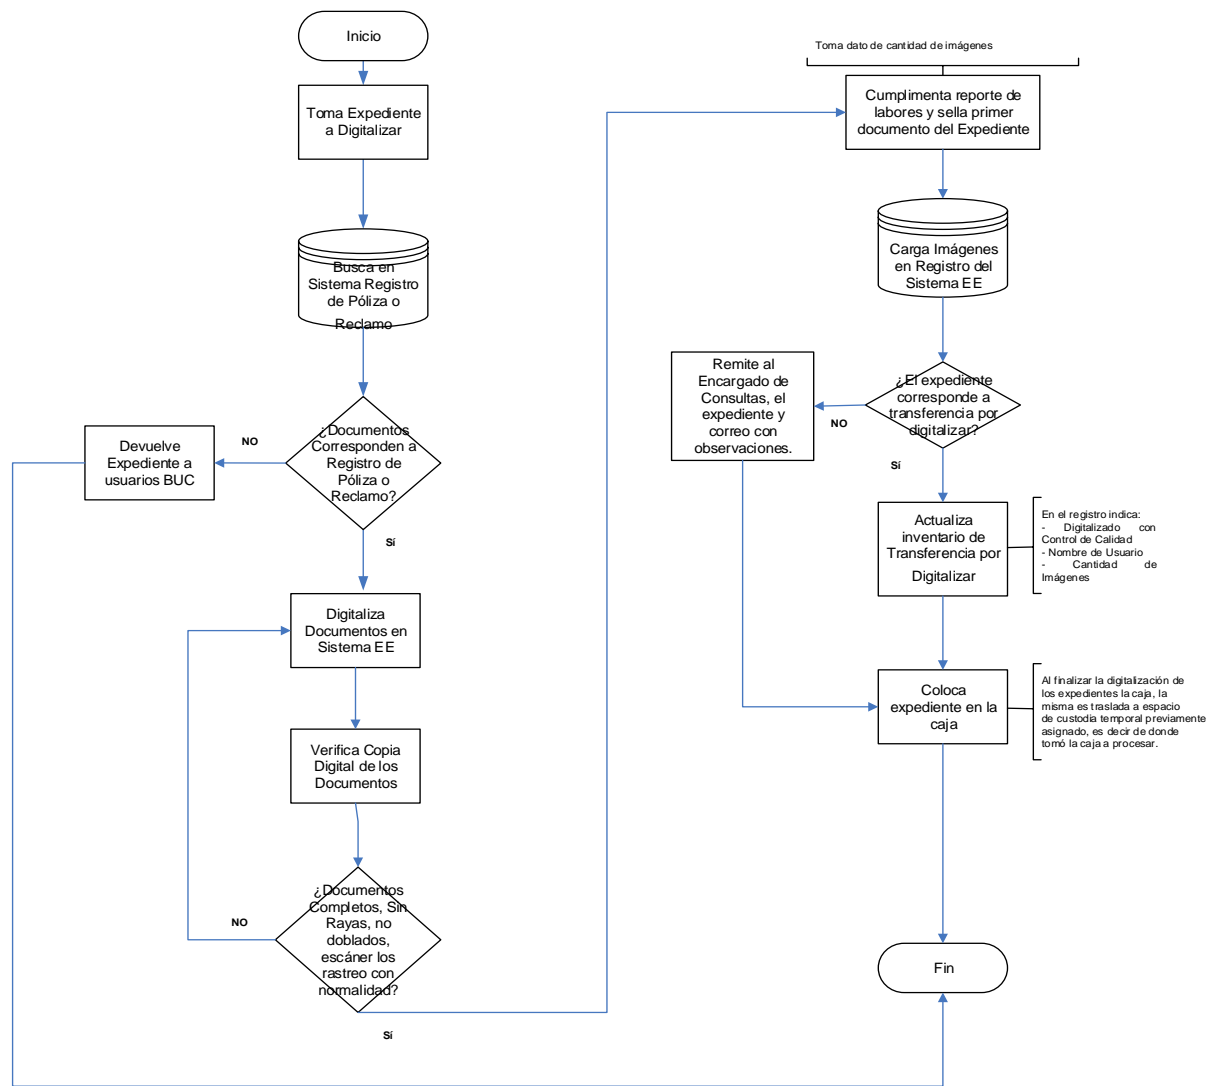 Inicio
Toma Expediente
a Digitalizar
Busca en
Sistema Registro
de Póliza o
Reclamo
¿Documentos
Corresponden a
Registro de
Póliza o
Reclamo?
NO
Devuelve
Expediente a
usuarios BUC
Sí
Digitaliza
Documentos en
Sistema EE
Verifica Copia
Digital de los
Documentos
¿Documentos
Completos, Sin
Rayas, no
doblados,
escáner los
rastreo con
normalidad?
NO
Sí
Toma dato de cantidad de imágenes
Cumplimenta reporte de
labores y sella primer
documento del Expediente
Carga Imágenes
en Registro del
Sistema EE
¿El expediente
corresponde a
transferencia por
digitalizar?
NO
Remite al
Encargado de
Consultas, el
expediente y
correo con
observaciones.
Sí
Actualiza
inventario de
Transferencia por
Digitalizar
En el registro indica:
- Digitalizado con
Control de Calidad
- Nombre de Usuario
- Cantidad de
Imágenes
Coloca
expediente en la
caja
Al finalizar la digitalización de
los expedientes la caja, la
misma es traslada a espacio
de custodia temporal previamente
asignado, es decir de donde
tomó la caja a procesar.
Fin